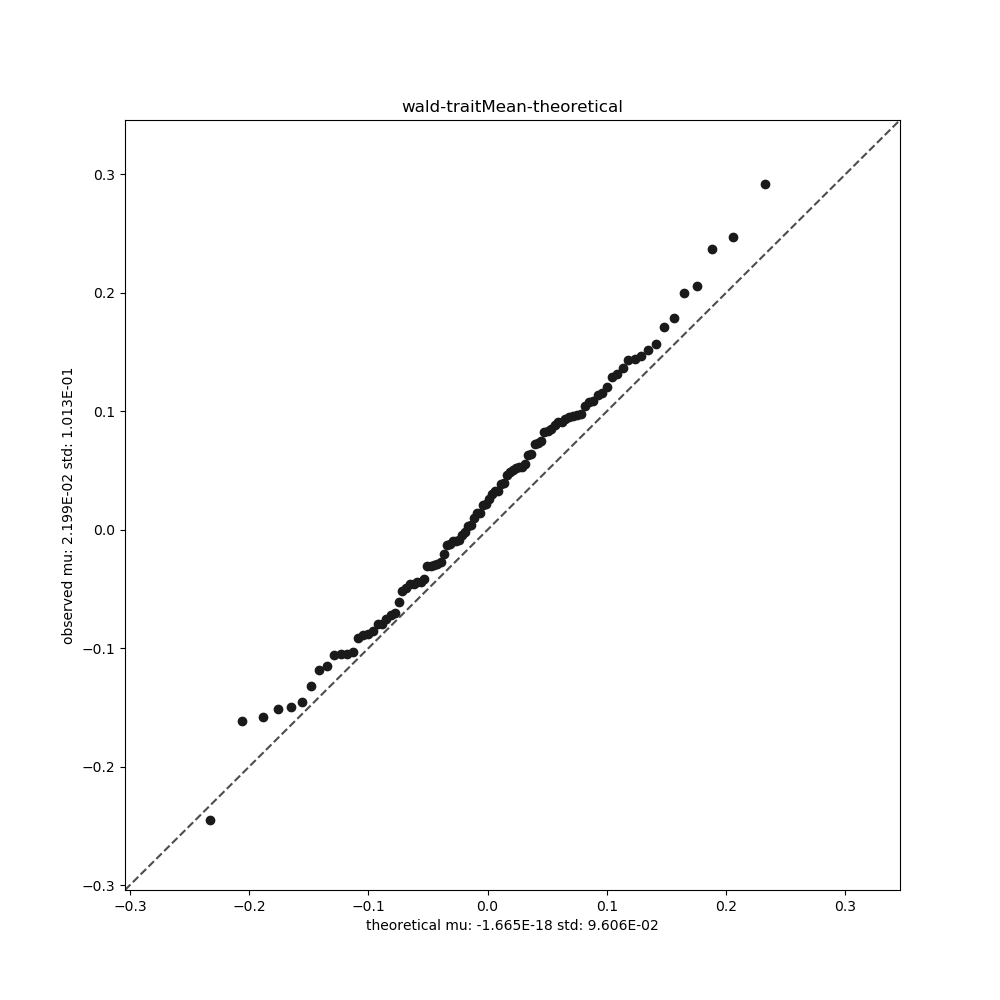 wald-traitMean-theoretical
observed mu: 2.199E-02 std: 1.013E-01
0.3
0.2
0.1
0.0
−0.1
−0.2
−0.3
−0.3 −0.2 −0.1 0.0 0.1 0.2 0.3
theoretical mu: -1.665E-18 std: 9.606E-02